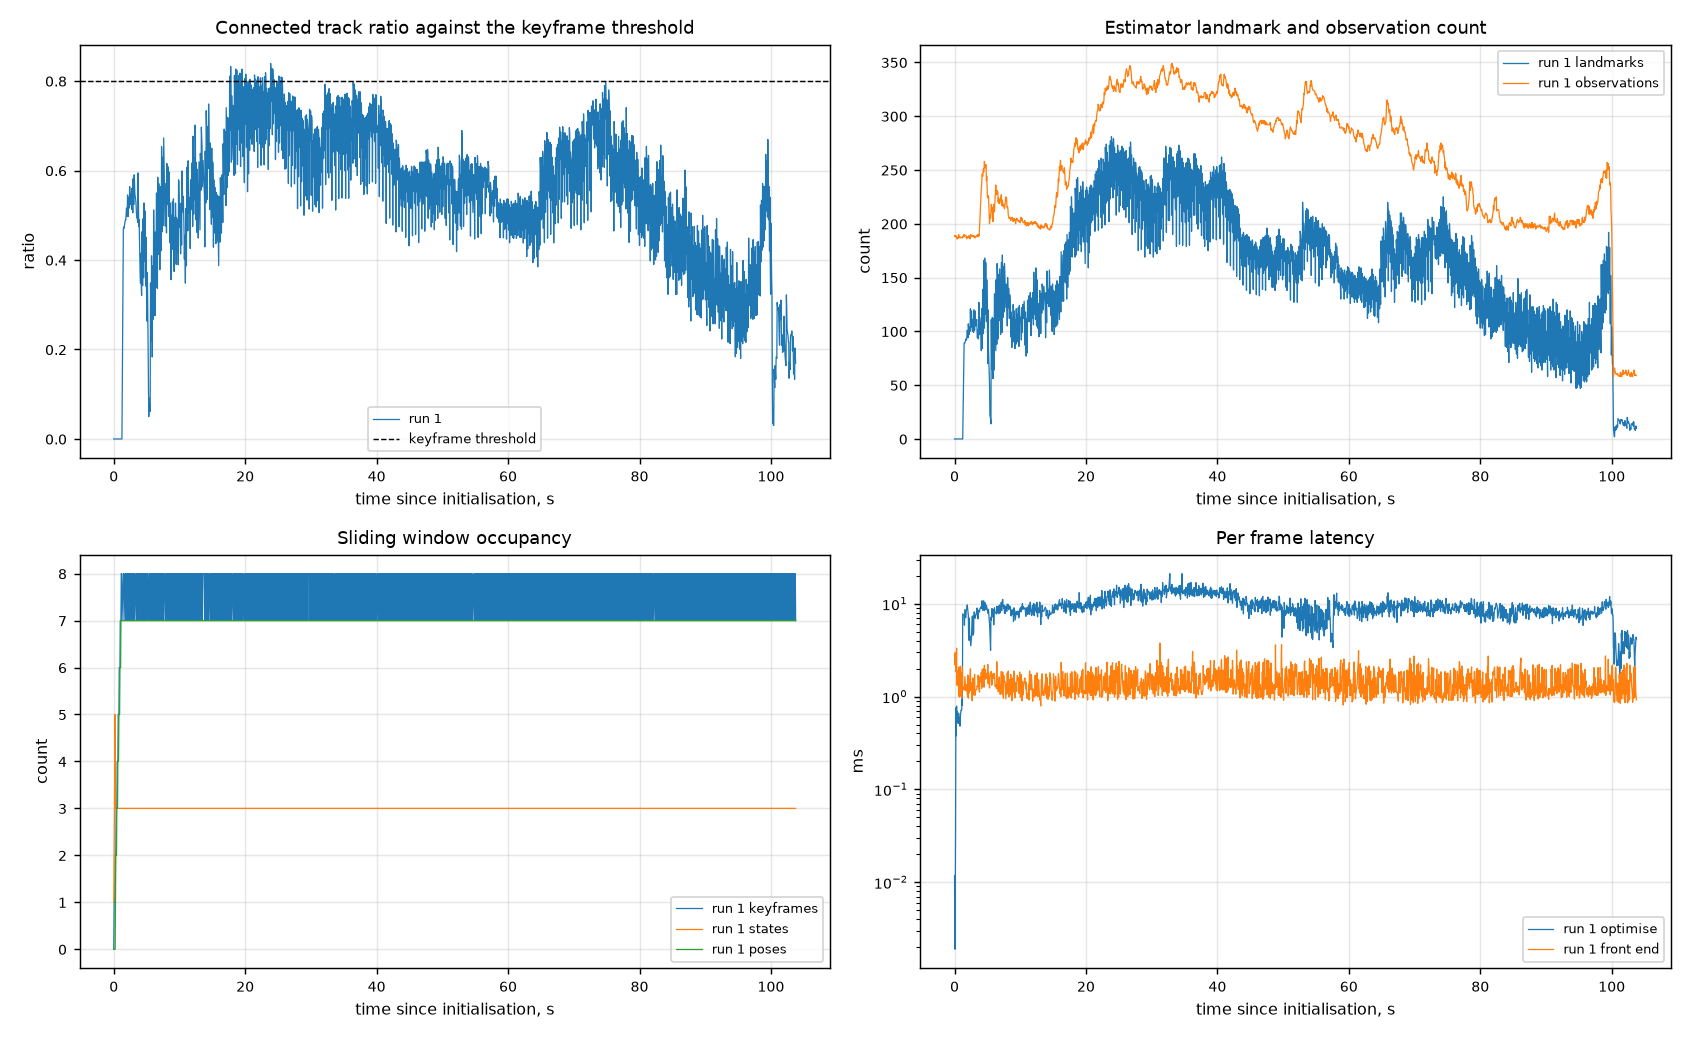 Connected track ratio against the keyframe threshold
ratio
0.8
0.6
0.4
0.2
0.0
run 1
keyframe threshold
0 20 40 60 80 100
time since initialisation, s
Estimator landmark and observation count
count
350
300
250
200
150
100
50
0
run 1 landmarks
run 1 observations
0 20 40 60 80 100
time since initialisation, s
Sliding window occupancy
count
8
7
6
5
4
3
2
1
0
run 1 keyframes
run 1 states
run 1 poses
0 20 40 60 80 100
time since initialisation, s
Per frame latency
ms
10¹
10⁰
10⁻¹
10⁻²
run 1 optimise
run 1 front end
0 20 40 60 80 100
time since initialisation, s